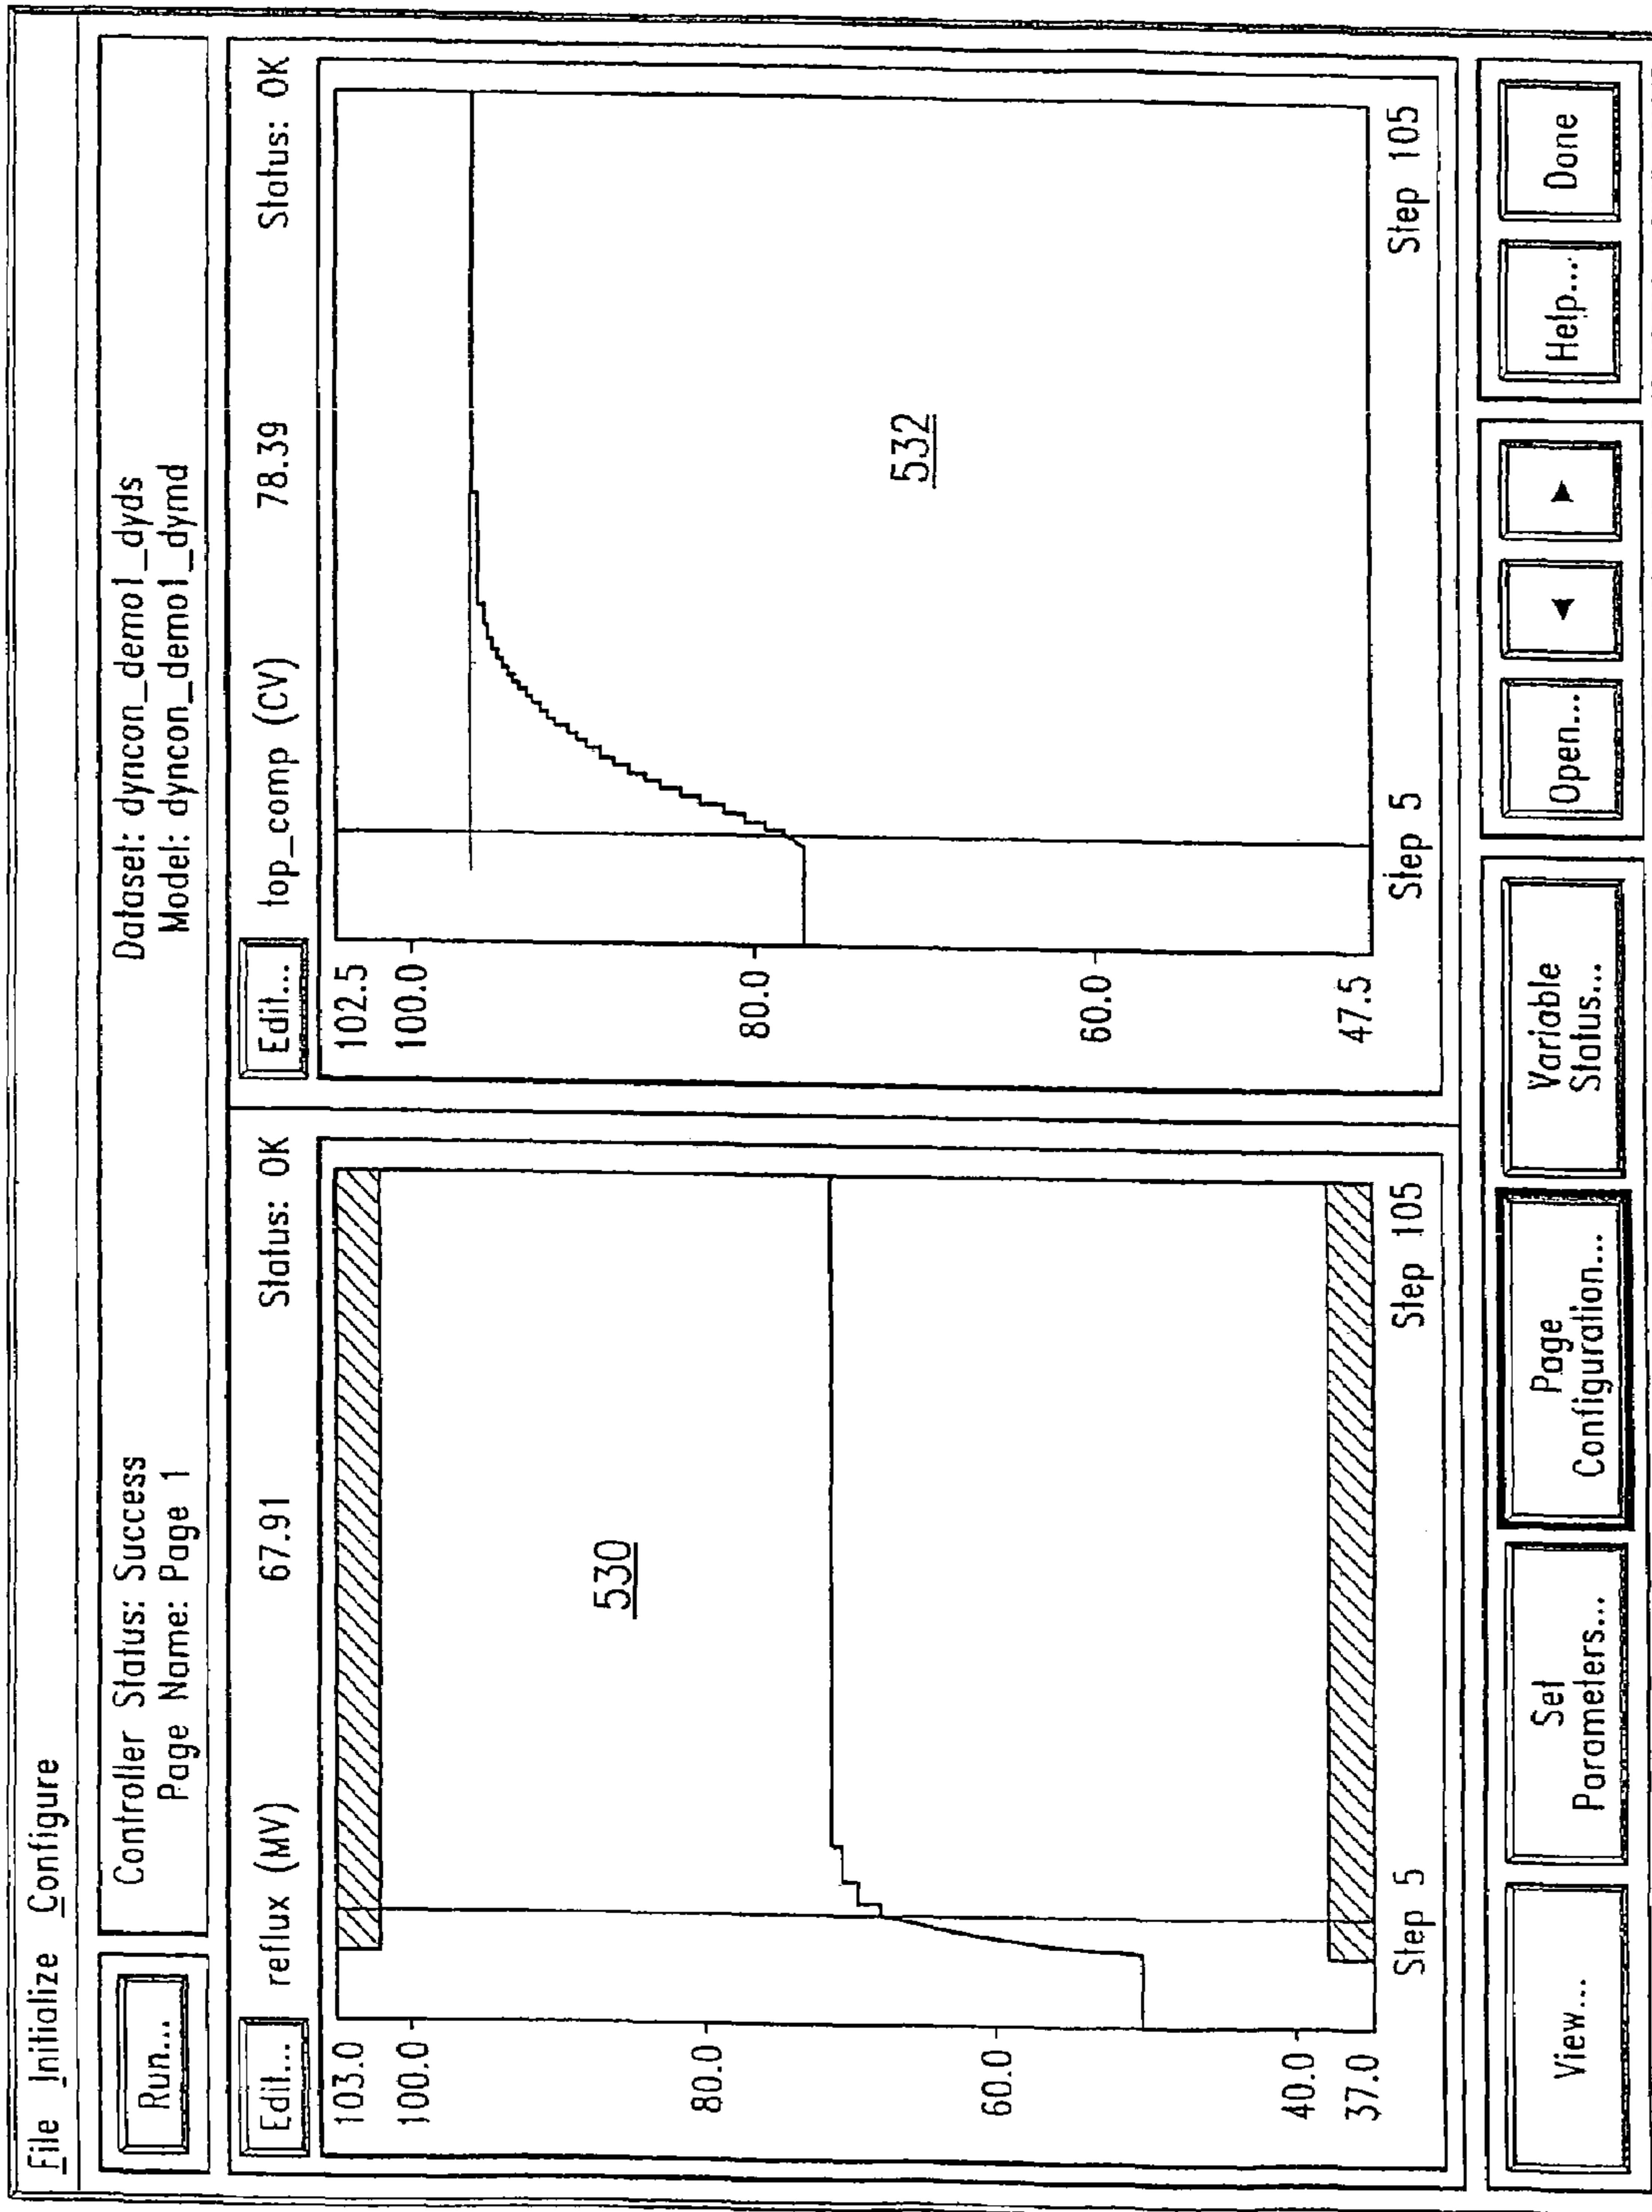 File Initialize Configure
Run...
Controller Status: Success
Page Name: Page 1
Dataset: dyncon_demo1_dyds
Model: dyncon_demo1_dymd
Edit... reflux (MV) 67.91 Status: OK
103.0
100.0
80.0
60.0
40.0
37.0
530
Step 5 Step 105
Edit... top_comp (CV) 78.39 Status: OK
102.5
100.0
80.0
60.0
47.5
532
Step 5 Step 105
View...
Set
Parameters...
Page
Configuration...
Variable
Status...
Open...
Help...
Done